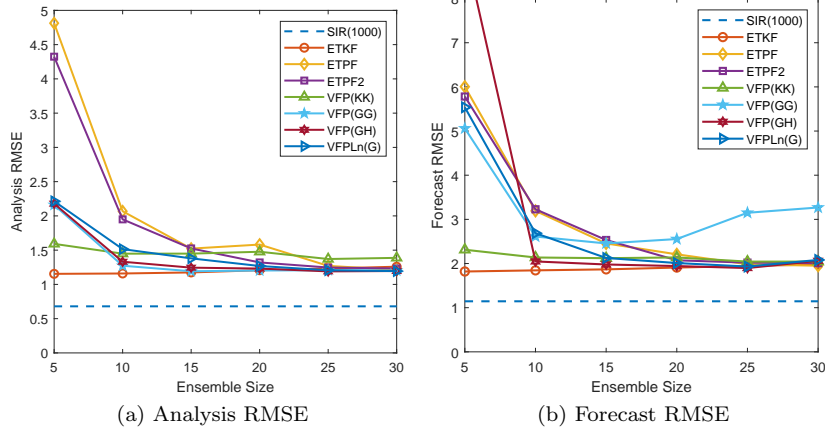 5
4.5
4
3.5
3
2.5
2
1.5
1
0.5
0
Analysis RMSE
5 10 15 20 25 30
Ensemble Size
SIR(1000)
ETKF
ETPF
ETPF2
VFP(KK)
VFP(GG)
VFP(GH)
VFPLn(G)
(a) Analysis RMSE
8
7
6
5
4
3
2
1
0
Forecast RMSE
5 10 15 20 25 30
Ensemble Size
SIR(1000)
ETKF
ETPF
ETPF2
VFP(KK)
VFP(GG)
VFP(GH)
VFPLn(G)
(b) Forecast RMSE